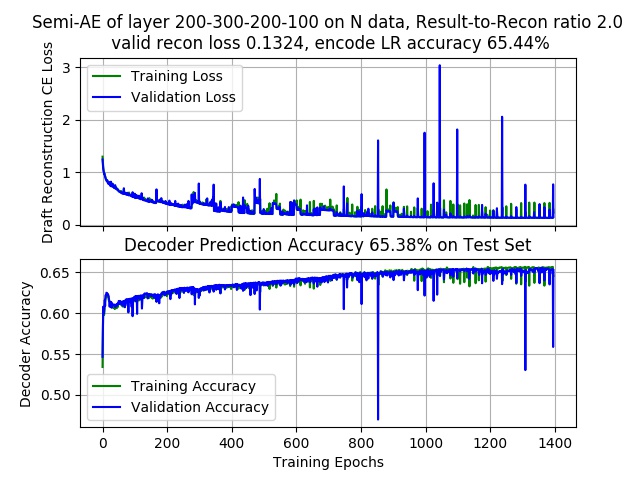 Semi-AE of layer 200-300-200-100 on N data, Result-to-Recon ratio 2.0
valid recon loss 0.1324, encode LR accuracy 65.44%
Draft Reconstruction CE Loss
3
2
1
0
Training Loss
Validation Loss
Decoder Prediction Accuracy 65.38% on Test Set
Decoder Accuracy
0.65
0.60
0.55
0.50
Training Accuracy
Validation Accuracy
0 200 400 600 800 1000 1200 1400
Training Epochs